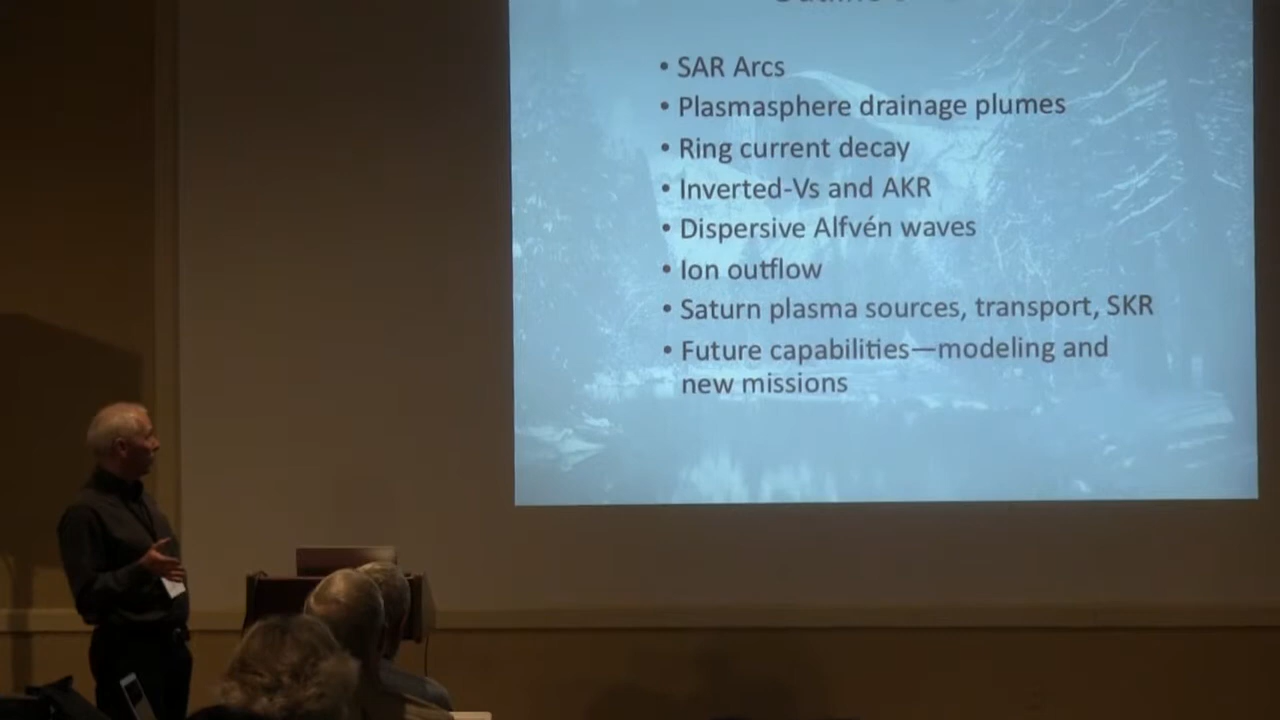 • SAR Arcs
• Plasmasphere drainage plumes
• Ring current decay
• Inverted-Vs and AKR
• Dispersive Alfvén waves
• Ion outflow
• Saturn plasma sources, transport, SKR
• Future capabilities—modeling and
new missions